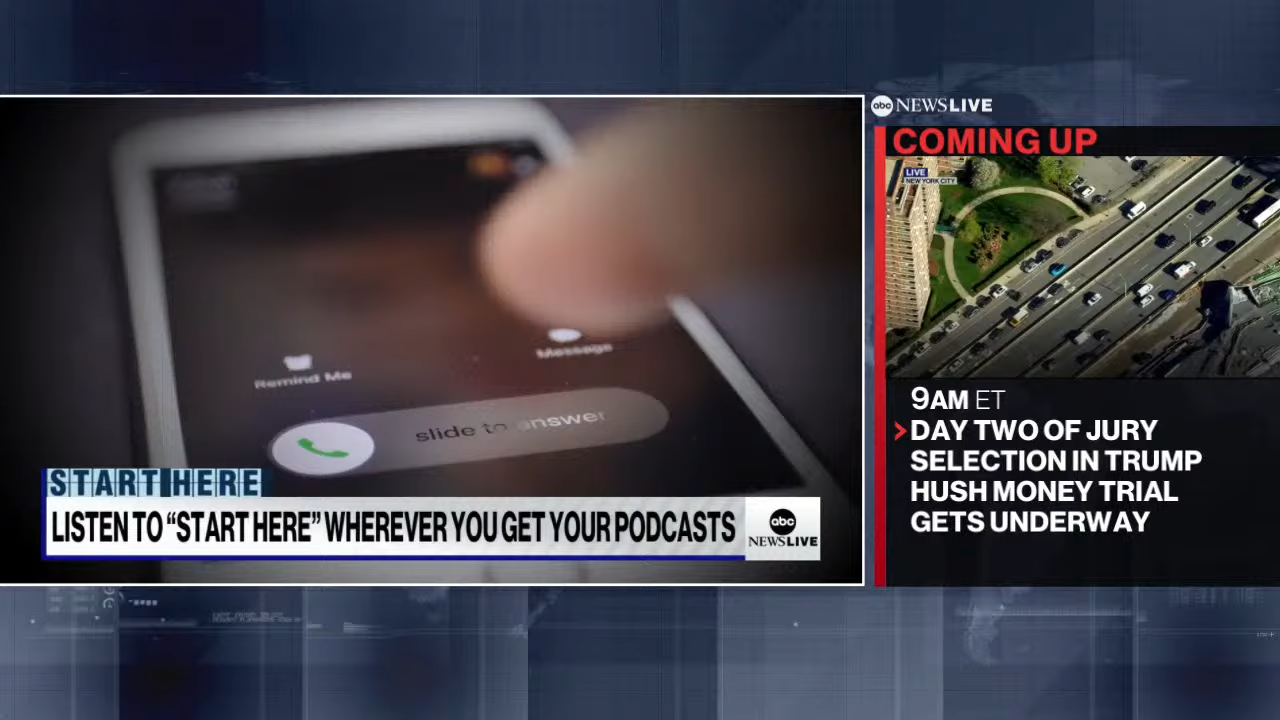 abc NEWS LIVE
COMING UP
LIVE
NEW YORK CITY
Remind Me
Message
slide to answer
START HERE
LISTEN TO “START HERE” WHEREVER YOU GET YOUR PODCASTS
abc
NEWS LIVE
9AM ET
DAY TWO OF JURY
SELECTION IN TRUMP
HUSH MONEY TRIAL
GETS UNDERWAY